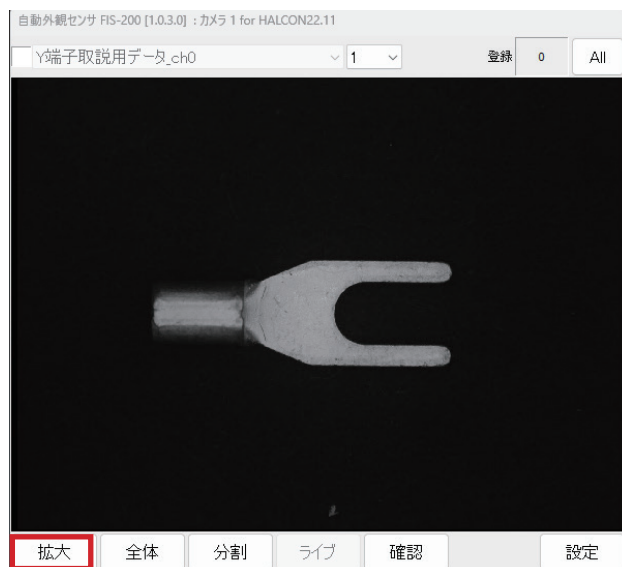 自動外観センサ FIS-200 [1.0.3.0] : カメラ 1 for HALCON22.11
Y端子取説用データ_ch0 1 登録 0 All
拡大 全体 分割 ライブ 確認 設定